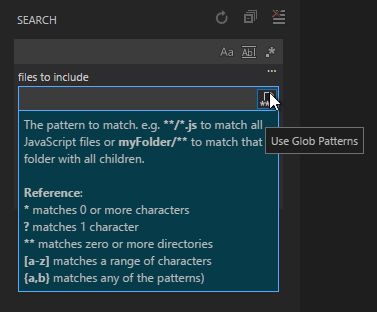 SEARCH
Aa Abl .*
files to include
...
The pattern to match. e.g. **/*.js to match all
JavaScript files or myFolder/** to match that
folder with all children.
Use Glob Patterns
Reference:
* matches 0 or more characters
? matches 1 character
** matches zero or more directories
[a-z] matches a range of characters
{a,b} matches any of the patterns)